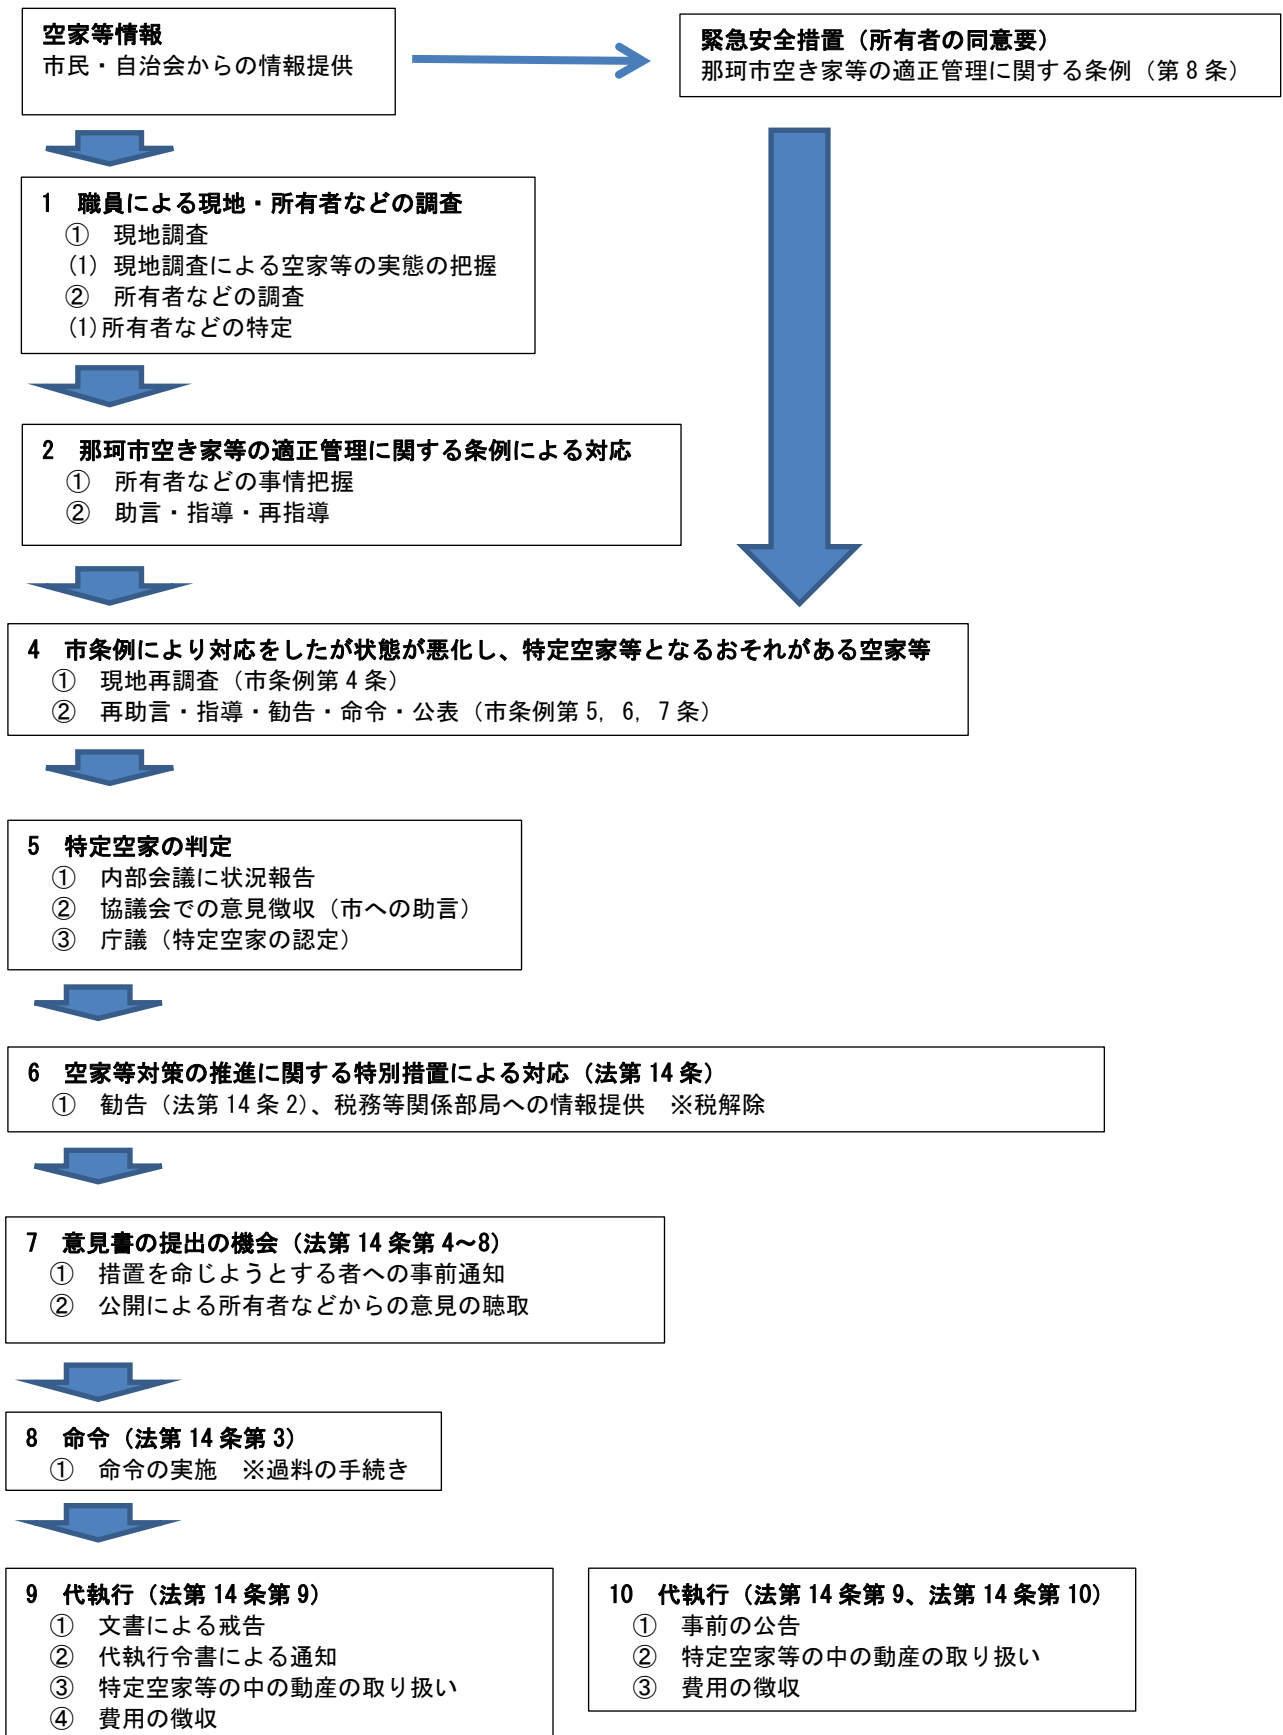 空家等情報
市民・自治会からの情報提供
緊急安全措置（所有者の同意要）
那珂市空き家等の適正管理に関する条例（第8条）
1　職員による現地・所有者などの調査
①　現地調査
(1) 現地調査による空家等の実態の把握
②　所有者などの調査
(1)所有者などの特定
2　那珂市空き家等の適正管理に関する条例による対応
①　所有者などの事情把握
②　助言・指導・再指導
4　市条例により対応をしたが状態が悪化し、特定空家等となるおそれがある空家等
①　現地再調査（市条例第4条）
②　再助言・指導・勧告・命令・公表（市条例第5, 6, 7条）
5　特定空家の判定
①　内部会議に状況報告
②　協議会での意見徴収（市への助言）
③　庁議（特定空家の認定）
6　空家等対策の推進に関する特別措置による対応（法第14条）
①　勧告（法第14条2）、税務等関係部局への情報提供　※税解除
7　意見書の提出の機会（法第14条第4～8）
①　措置を命じようとする者への事前通知
②　公開による所有者などからの意見の聴取
8　命令（法第14条第3）
①　命令の実施　※過料の手続き
9　代執行（法第14条第9）
①　文書による戒告
②　代執行令書による通知
③　特定空家等の中の動産の取り扱い
④　費用の徴収
10　代執行（法第14条第9、法第14条第10）
①　事前の公告
②　特定空家等の中の動産の取り扱い
③　費用の徴収